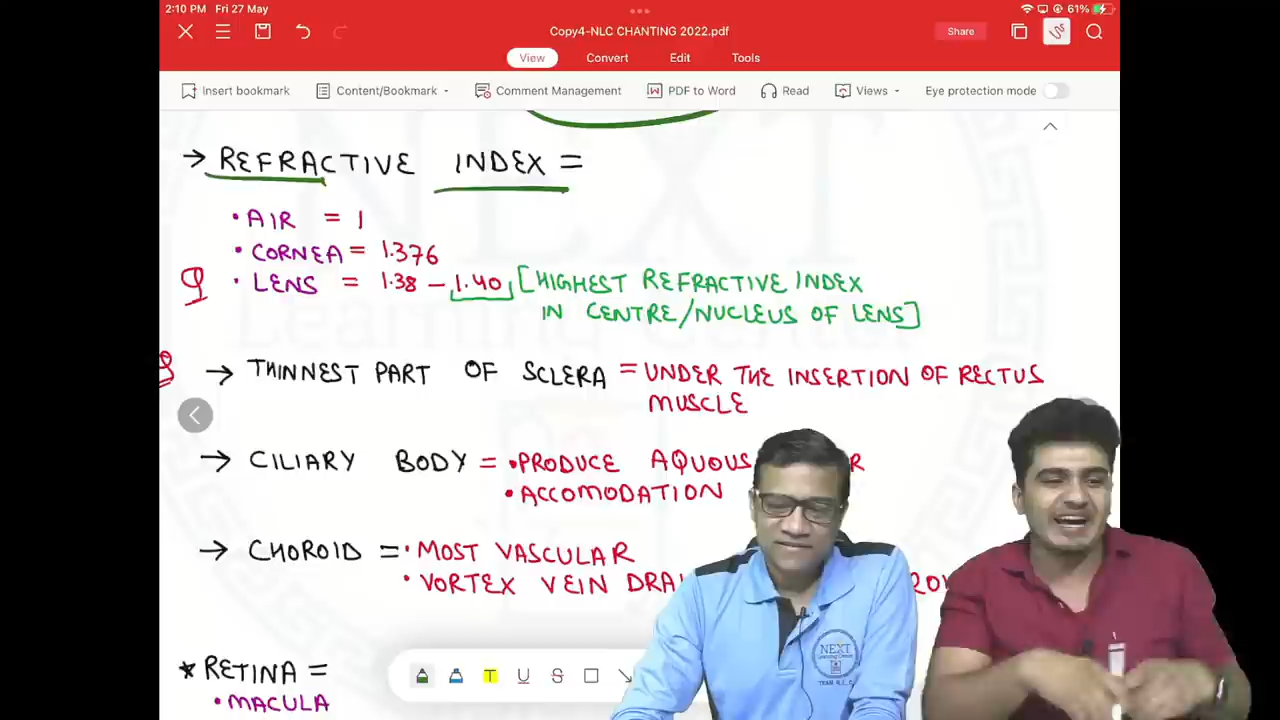 2:10 PM Fri 27 May
61%
Copy4-NLC CHANTING 2022.pdf
Share
View Convert Edit Tools
Insert bookmark Content/Bookmark Comment Management PDF to Word Read Views Eye protection mode
→ REFRACTIVE INDEX =
• AIR = 1
• CORNEA = 1.376
• LENS = 1.38 – 1.40 [HIGHEST REFRACTIVE INDEX
IN CENTRE/NUCLEUS OF LENS]
→ THINNEST PART OF SCLERA = UNDER THE INSERTION OF RECTUS
MUSCLE
→ CILIARY BODY = • PRODUCE AQUOUS
• ACCOMODATION
→ CHOROID = • MOST VASCULAR
• VORTEX VEIN
* RETINA =
• MACULA
NEXT
Learning Center
TEAM N.L.C.